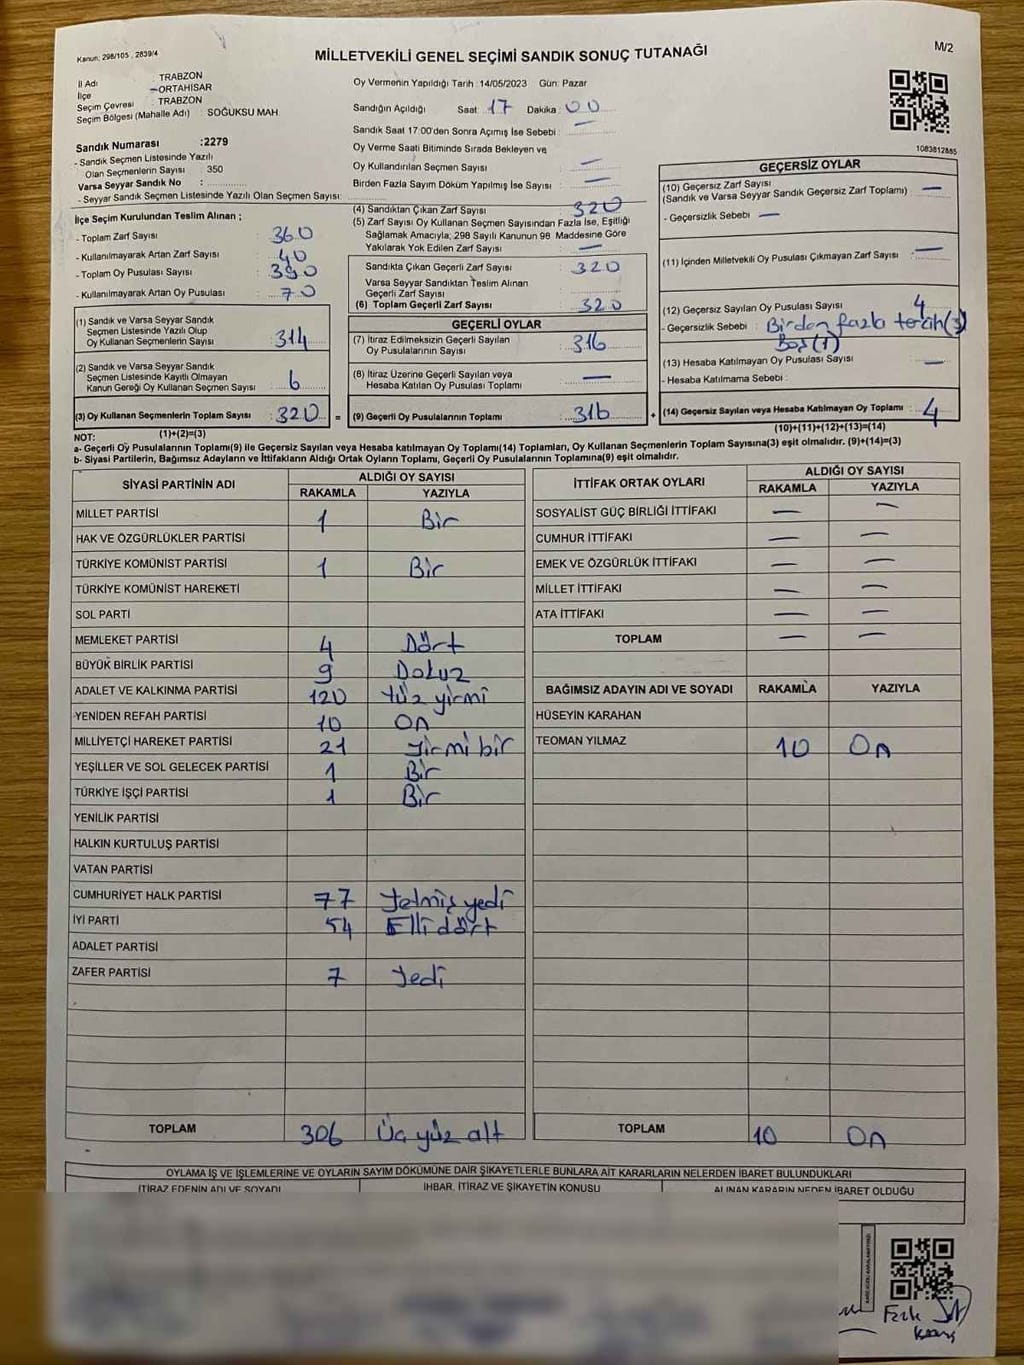 Kanun: 298/105 , 2839/4
MİLLETVEKİLİ GENEL SEÇİMİ SANDIK SONUÇ TUTANAĞI
M/2
İl Adı : TRABZON
İlçe : ORTAHİSAR
Seçim Çevresi : TRABZON
Seçim Bölgesi (Mahalle Adı) : SOĞUKSU MAH.
Oy Vermenin Yapıldığı Tarih :14/05/2023 Gün: Pazar
Sandığın Açıldığı Saat : 17 Dakika : 00
Sandık Saat 17:00'den Sonra Açımış İse Sebebi : —
Oy Verme Saati Bitiminde Sırada Bekleyen ve
Oy Kullandırılan Seçmen Sayısı : —
Birden Fazla Sayım Döküm Yapılmış İse Sayısı : —
1083812885
Sandık Numarası :2279
- Sandık Seçmen Listesinde Yazılı
Olan Seçmenlerin Sayısı : 350
Varsa Seyyar Sandık No :
- Seyyar Sandık Seçmen Listesinde Yazılı Olan Seçmen Sayısı:
İlçe Seçim Kurulundan Teslim Alınan ;
- Toplam Zarf Sayısı : 360
- Kullanılmayarak Artan Zarf Sayısı : 40
- Toplam Oy Pusulası Sayısı : 390
- Kullanılmayarak Artan Oy Pusulası : 70
(1) Sandık ve Varsa Seyyar Sandık
Seçmen Listesinde Yazılı Olup
Oy Kullanan Seçmenlerin Sayısı : 314
(2) Sandık ve Varsa Seyyar Sandık
Seçmen Listesinde Kayıtlı Olmayan
Kanun Gereği Oy Kullanan Seçmen Sayısı : 6
(3) Oy Kullanan Seçmenlerin Toplam Sayısı : 320 =
(1)+(2)=(3)
(4) Sandıktan Çıkan Zarf Sayısı : 320
(5) Zarf Sayısı Oy Kullanan Seçmen Sayısından Fazla İse, Eşitliği
Sağlamak Amacıyla; 298 Sayılı Kanunun 98. Maddesine Göre
Yakılarak Yok Edilen Zarf Sayısı : —
Sandıkta Çıkan Geçerli Zarf Sayısı : 320
Varsa Seyyar Sandıktan Teslim Alınan
Geçerli Zarf Sayısı :
(6) Toplam Geçerli Zarf Sayısı : 320
GEÇERLİ OYLAR
(7) İtiraz Edilmeksizin Geçerli Sayılan
Oy Pusulalarının Sayısı : 316
(8) İtiraz Üzerine Geçerli Sayılan veya
Hesaba Katılan Oy Pusulası Toplamı : —
(9) Geçerli Oy Pusulalarının Toplamı : 316 +
GEÇERSİZ OYLAR
(10) Geçersiz Zarf Sayısı
(Sandık ve Varsa Seyyar Sandık Geçersiz Zarf Toplamı) : —
- Geçersizlik Sebebi : —
(11) İçinden Milletvekili Oy Pusulası Çıkmayan Zarf Sayısı : —
(12) Geçersiz Sayılan Oy Pusulası Sayısı : 4
- Geçersizlik Sebebi : Birden fazla tercih(3)
Boş(1)
(13) Hesaba Katılmayan Oy Pusulası Sayısı : —
- Hesaba Katılmama Sebebi :
(14) Geçersiz Sayılan veya Hesaba Katılmayan Oy Toplamı : 4
(10)+(11)+(12)+(13)=(14)
NOT:
a- Geçerli Oy Pusulalarının Toplamı(9) ile Geçersiz Sayılan veya Hesaba katılmayan Oy Toplamı(14) Toplamları, Oy Kullanan Seçmenlerin Toplam Sayısına(3) eşit olmalıdır. (9)+(14)=(3)
b- Siyasi Partilerin, Bağımsız Adayların ve İttifakların Aldığı Ortak Oyların Toplamı, Geçerli Oy Pusulalarının Toplamına(9) eşit olmalıdır.
SİYASİ PARTİNİN ADI ALDIĞI OY SAYISI
RAKAMLA YAZIYLA
MİLLET PARTİSİ 1 Bir
HAK VE ÖZGÜRLÜKLER PARTİSİ
TÜRKİYE KOMÜNİST PARTİSİ 1 Bir
TÜRKİYE KOMÜNİST HAREKETİ
SOL PARTİ
MEMLEKET PARTİSİ 4 Dört
BÜYÜK BİRLİK PARTİSİ 9 Dokuz
ADALET VE KALKINMA PARTİSİ 120 Yüz yirmi
YENİDEN REFAH PARTİSİ 10 On
MİLLİYETÇİ HAREKET PARTİSİ 21 Yirmi bir
YEŞİLLER VE SOL GELECEK PARTİSİ 1 Bir
TÜRKİYE İŞÇİ PARTİSİ 1 Bir
YENİLİK PARTİSİ
HALKIN KURTULUŞ PARTİSİ
VATAN PARTİSİ
CUMHURİYET HALK PARTİSİ 77 Yetmiş yedi
İYİ PARTİ 54 Elli dört
ADALET PARTİSİ
ZAFER PARTİSİ 7 Yedi
TOPLAM 306 Üç yüz altı
İTTİFAK ORTAK OYLARI ALDIĞI OY SAYISI
RAKAMLA YAZIYLA
SOSYALİST GÜÇ BİRLİĞİ İTTİFAKI — —
CUMHUR İTTİFAKI — —
EMEK VE ÖZGÜRLÜK İTTİFAKI — —
MİLLET İTTİFAKI — —
ATA İTTİFAKI — —
TOPLAM — —
BAĞIMSIZ ADAYIN ADI VE SOYADI RAKAMLA YAZIYLA
HÜSEYİN KARAHAN
TEOMAN YILMAZ 10 On
TOPLAM 10 On
OYLAMA İŞ VE İŞLEMLERİNE VE OYLARIN SAYIM DÖKÜMÜNE DAİR ŞİKAYETLERLE BUNLARA AİT KARARLARIN NELERDEN İBARET BULUNDUKLARI
İTİRAZ EDENİN ADI VE SOYADI İHBAR, İTİRAZ VE ŞİKAYETİN KONUSU ALINAN KARARIN NEDEN İBARET OLDUĞU